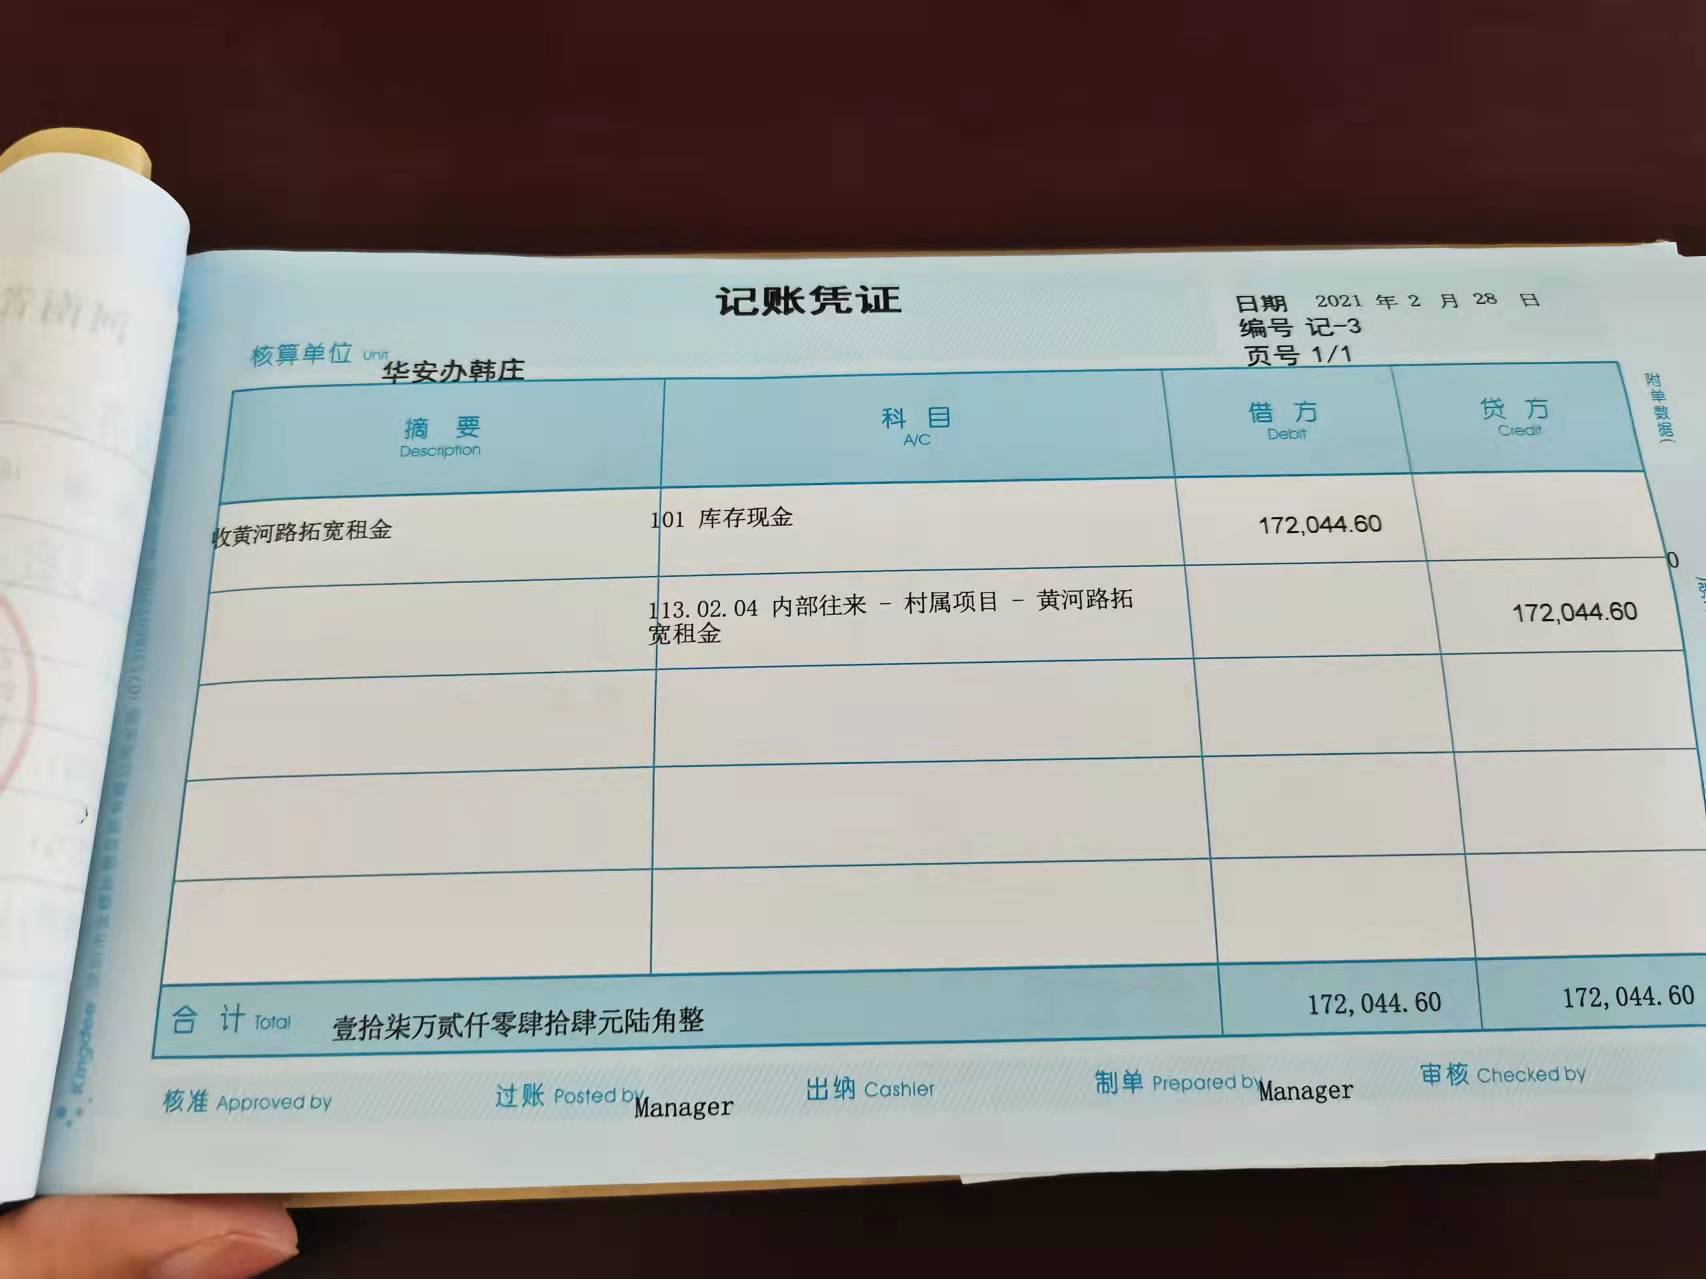 记账凭证
日期 2021 年 2 月 28 日
编号 记-3
页号 1/1
核算单位 Unit 华安办韩庄
摘 要 科 目 借 方 贷 方
Description A/C Debit Credit
附单数据(
收黄河路拓宽租金 101 库存现金 172,044.60
0
张
113.02.04 内部往来 - 村属项目 - 黄河路拓 172,044.60
宽租金
合 计 Total 壹拾柒万贰仟零肆拾肆元陆角整 172,044.60 172,044.60
核准 Approved by 过账 Posted by Manager 出纳 Cashier 制单 Prepared by Manager 审核 Checked by
Kingdee